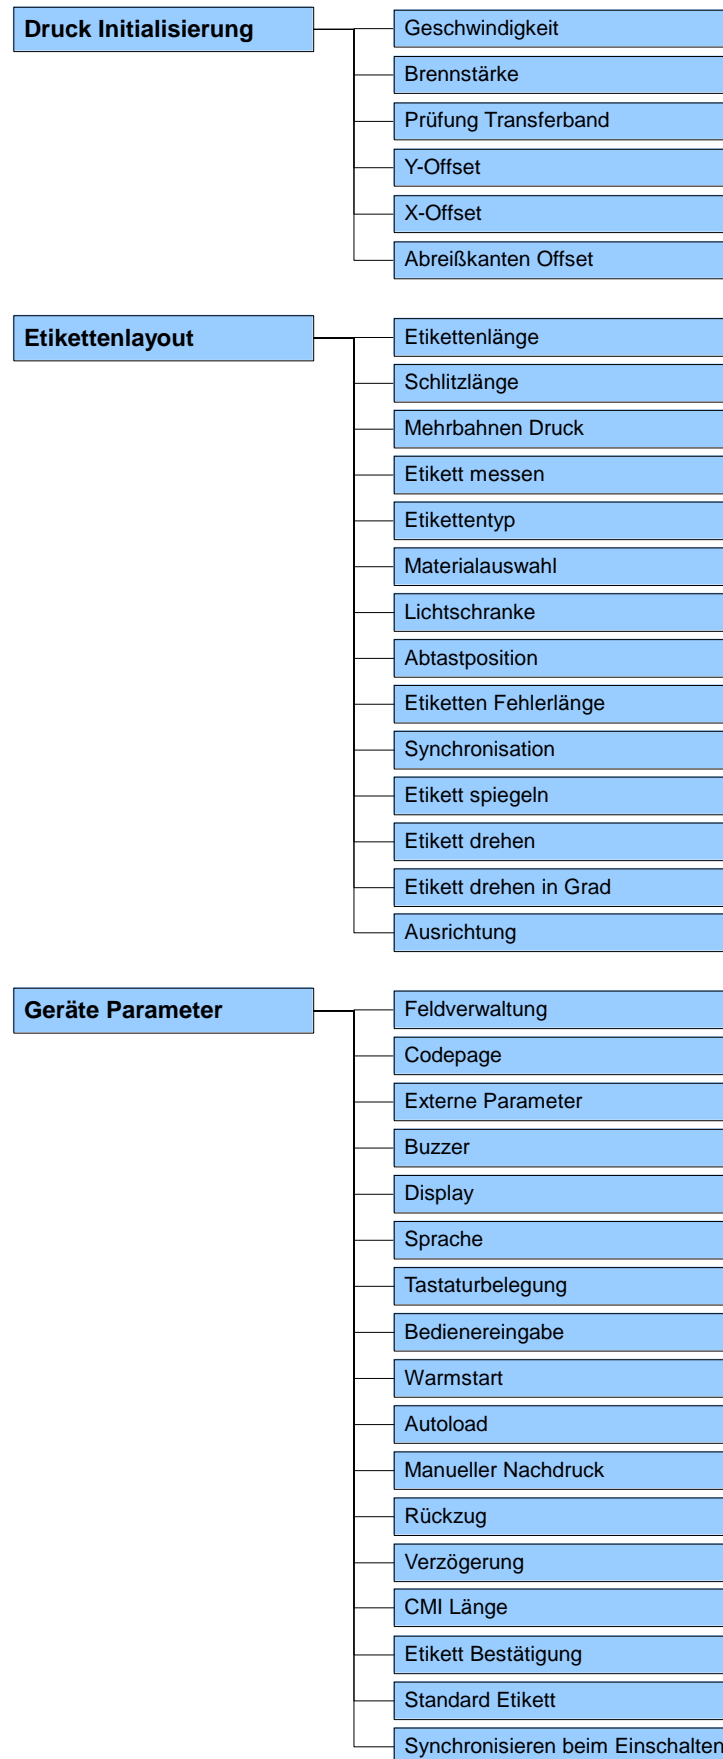 Druck Initialisierung
Geschwindigkeit
Brennstärke
Prüfung Transferband
Y-Offset
X-Offset
Abreißkanten Offset
Etikettenlayout
Etikettenlänge
Schlitzlänge
Mehrbahnen Druck
Etikett messen
Etikettentyp
Materialauswahl
Lichtschranke
Abtastposition
Etiketten Fehlerlänge
Synchronisation
Etikett spiegeln
Etikett drehen
Etikett drehen in Grad
Ausrichtung
Geräte Parameter
Feldverwaltung
Codepage
Externe Parameter
Buzzer
Display
Sprache
Tastaturbelegung
Bedienereingabe
Warmstart
Autoload
Manueller Nachdruck
Rückzug
Verzögerung
CMI Länge
Etikett Bestätigung
Standard Etikett
Synchronisieren beim Einschalten